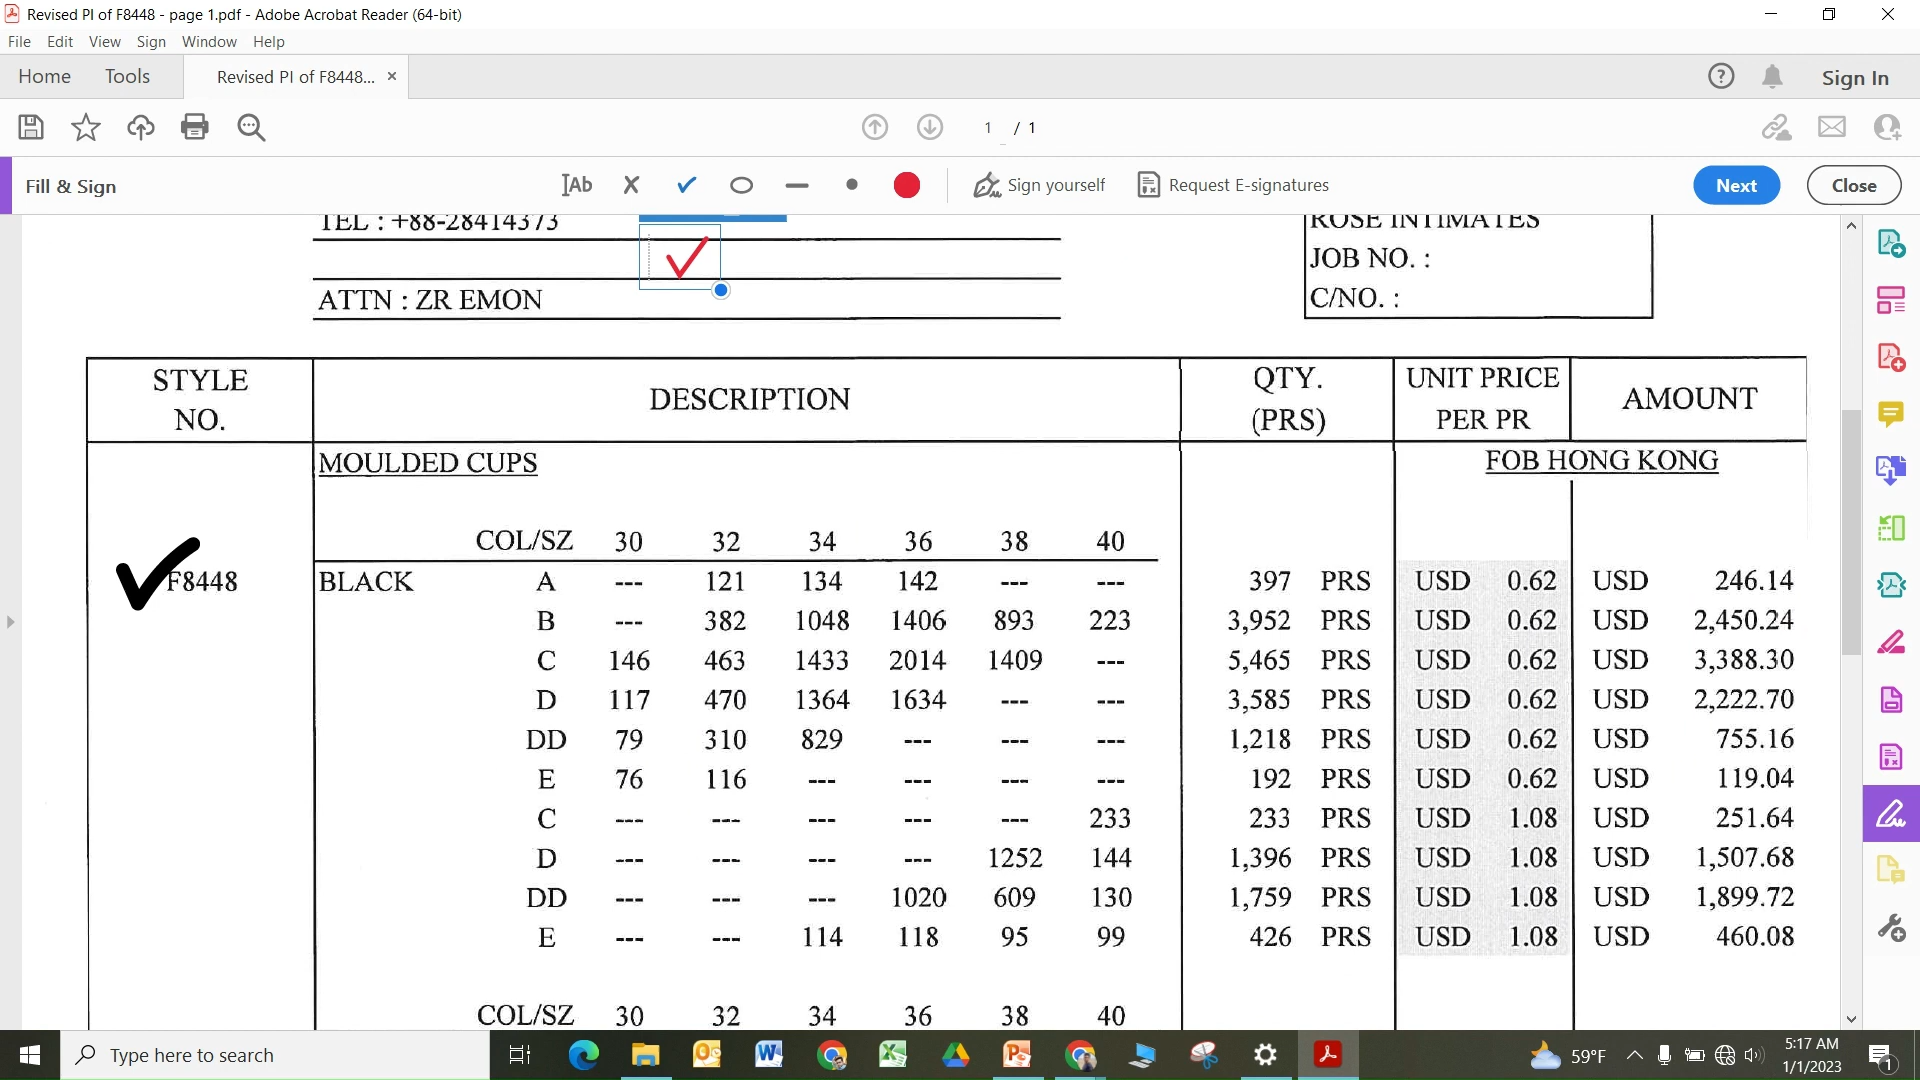 Revised PI of F8448 - page 1.pdf - Adobe Acrobat Reader (64-bit)
File Edit View Sign Window Help
Home Tools Revised PI of F8448... × Sign In
1 / 1
Fill & Sign Ab Sign yourself Request E-signatures Next Close
TEL : +88-28414373
ROSE INTIMATES
JOB NO. :
ATTN : ZR EMON
C/NO. :
STYLE NO. DESCRIPTION QTY. (PRS) UNIT PRICE PER PR AMOUNT
MOULDED CUPS FOB HONG KONG
COL/SZ 30 32 34 36 38 40
F8448 BLACK A --- 121 134 142 --- --- 397 PRS USD 0.62 USD 246.14
B --- 382 1048 1406 893 223 3,952 PRS USD 0.62 USD 2,450.24
C 146 463 1433 2014 1409 --- 5,465 PRS USD 0.62 USD 3,388.30
D 117 470 1364 1634 --- --- 3,585 PRS USD 0.62 USD 2,222.70
DD 79 310 829 --- --- --- 1,218 PRS USD 0.62 USD 755.16
E 76 116 --- --- --- --- 192 PRS USD 0.62 USD 119.04
C --- --- --- --- --- 233 233 PRS USD 1.08 USD 251.64
D --- --- --- --- 1252 144 1,396 PRS USD 1.08 USD 1,507.68
DD --- --- --- 1020 609 130 1,759 PRS USD 1.08 USD 1,899.72
E --- --- 114 118 95 99 426 PRS USD 1.08 USD 460.08
COL/SZ 30 32 34 36 38 40
Type here to search 59°F 5:17 AM
1/1/2023 1